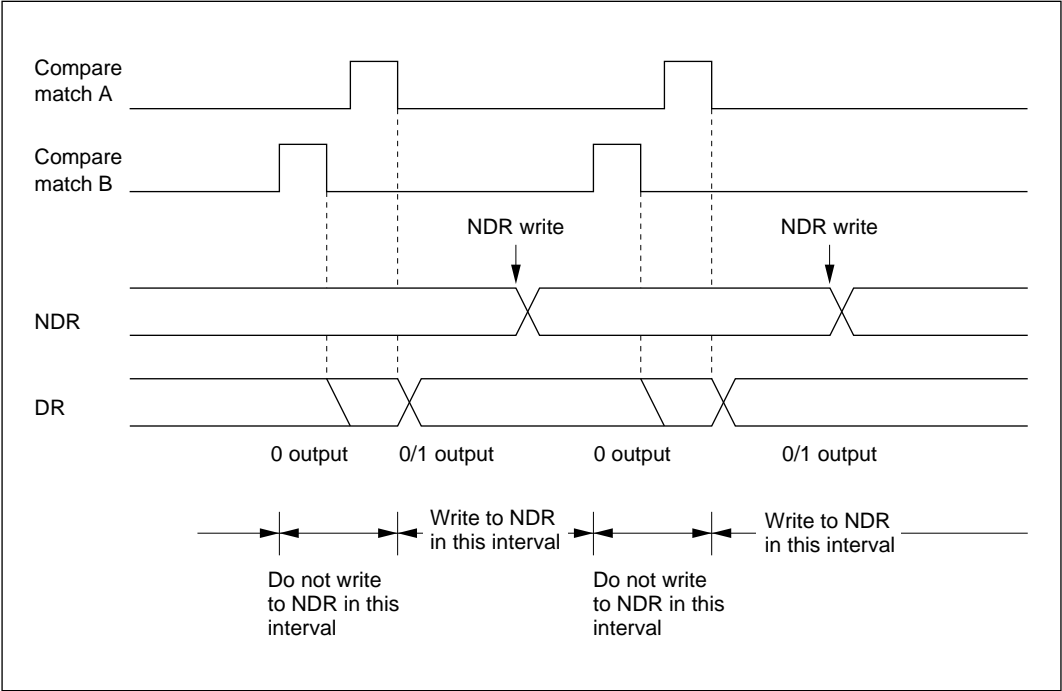 Compare
match A
Compare
match B
NDR write
NDR write
NDR
DR
0 output
0/1 output
0 output
0/1 output
Write to NDR
in this interval
Write to NDR
in this interval
Do not write
to NDR in this
interval
Do not write
to NDR in this
interval